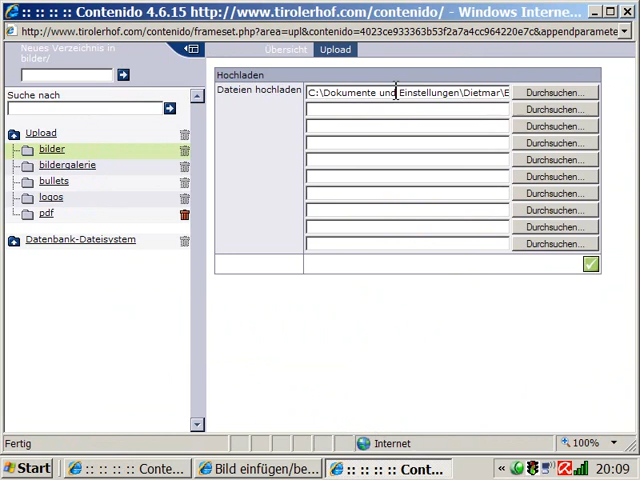 :: :: :: :: Contenido 4.6.15 http://www.tirolerhof.com/contenido/ - Windows Interne...
http://www.tirolerhof.com/contenido/frameset.php?area=upl&contenido=4023ce933363b53f2a7a4cc964220e7c&appendparamete
Neues Verzeichnis in
bilder/
Übersicht
Upload
Suche nach
Upload
bilder
bildergalerie
bullets
logos
pdf
Datenbank-Dateisystem
Hochladen
Dateien hochladen
C:\Dokumente und Einstellungen\Dietmar\E
Durchsuchen...
Durchsuchen...
Durchsuchen...
Durchsuchen...
Durchsuchen...
Durchsuchen...
Durchsuchen...
Durchsuchen...
Durchsuchen...
Durchsuchen...
Fertig
Internet
100%
Start
:: :: :: :: Conte...
Bild einfügen/be...
:: :: :: :: Cont...
«
20:09